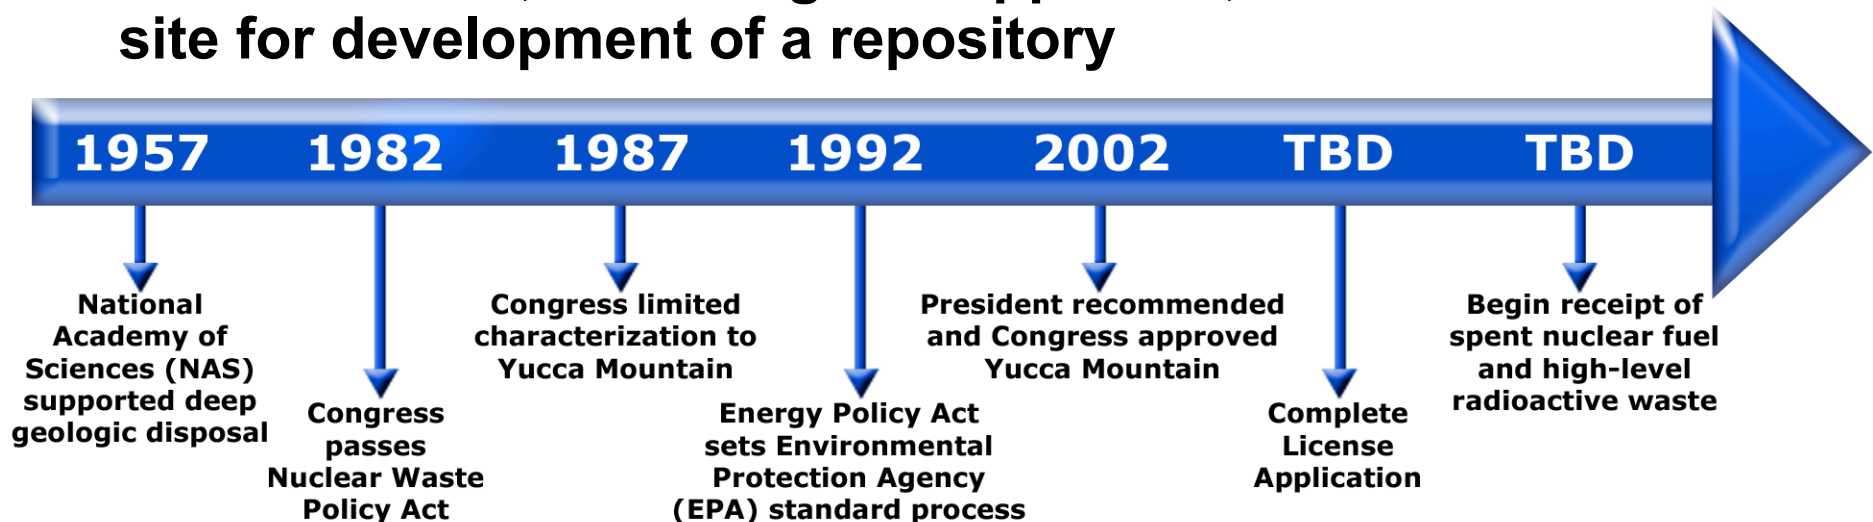 site for development of a repository
1957 1982 1987 1992 2002 TBD TBD
National
Academy of
Sciences (NAS)
supported deep
geologic disposal
Congress
passes
Nuclear Waste
Policy Act
Congress limited
characterization to
Yucca Mountain
Energy Policy Act
sets Environmental
Protection Agency
(EPA) standard process
President recommended
and Congress approved
Yucca Mountain
Complete
License
Application
Begin receipt of
spent nuclear fuel
and high-level
radioactive waste